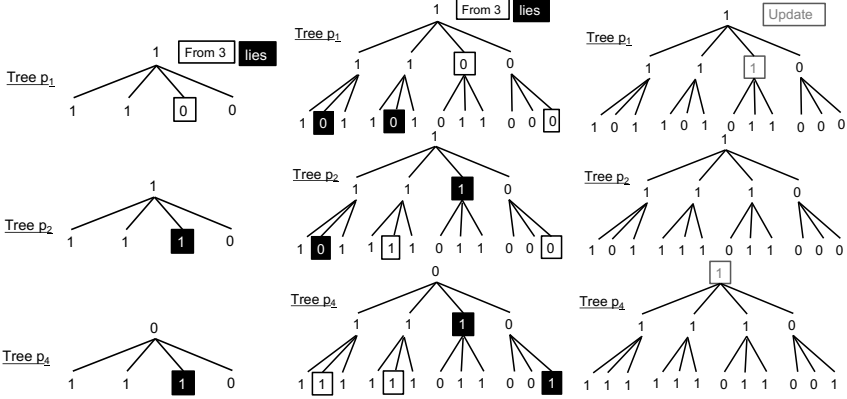 1 From 3 lies
Tree p1
1 1 0 0
1
Tree p2
1 1 1 0
0
Tree p4
1 1 1 0
1 From 3 lies
Tree p1
1 1 0 0
1 0 1 1 0 1 0 1 1 0 0 0
1
Tree p2
1 1 1 0
1 0 1 1 1 1 0 1 1 0 0 0
0
Tree p4
1 1 1 0
1 1 1 1 1 1 0 1 1 0 0 1
1 Update
Tree p1
1 1 1 0
1 0 1 1 0 1 0 1 1 0 0 0
1
Tree p2
1 1 1 0
1 0 1 1 1 1 0 1 1 0 0 0
1
Tree p4
1 1 1 0
1 1 1 1 1 1 0 1 1 0 0 1